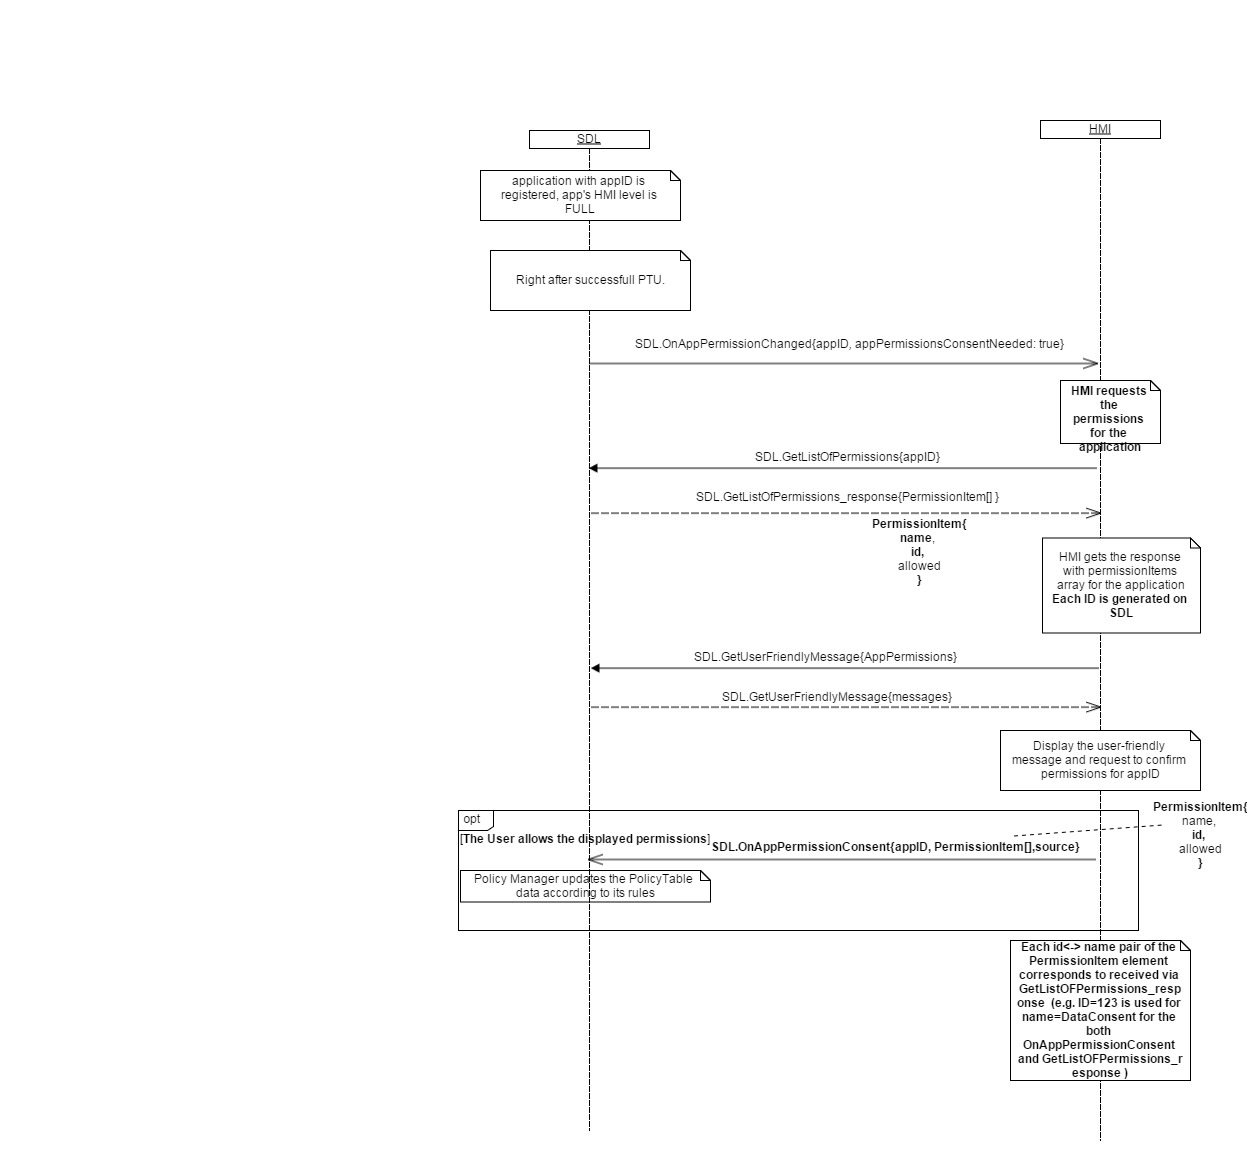 HMI
SDL
application with appID is
registered, app's HMI level is
FULL
Right after successfull PTU.
SDL.OnAppPermissionChanged{appID, appPermissionsConsentNeeded: true}
HMI requests
the
permissions
for the
application
SDL.GetListOfPermissions{appID}
SDL.GetListOfPermissions_response{PermissionItem[] }
PermissionItem{
name,
id,
allowed
}
HMI gets the response
with permissionItems
array for the application
Each ID is generated on
SDL
SDL.GetUserFriendlyMessage{AppPermissions}
SDL.GetUserFriendlyMessage{messages}
Display the user-friendly
message and request to confirm
permissions for appID
PermissionItem{
name,
id,
allowed
}
opt
[The User allows the displayed permissions]
SDL.OnAppPermissionConsent{appID, PermissionItem[],source}
Policy Manager updates the PolicyTable
data according to its rules
Each id<-> name pair of the
PermissionItem element
corresponds to received via
GetListOFPermissions_resp
onse (e.g. ID=123 is used for
name=DataConsent for the
both
OnAppPermissionConsent
and GetListOFPermissions_r
esponse )